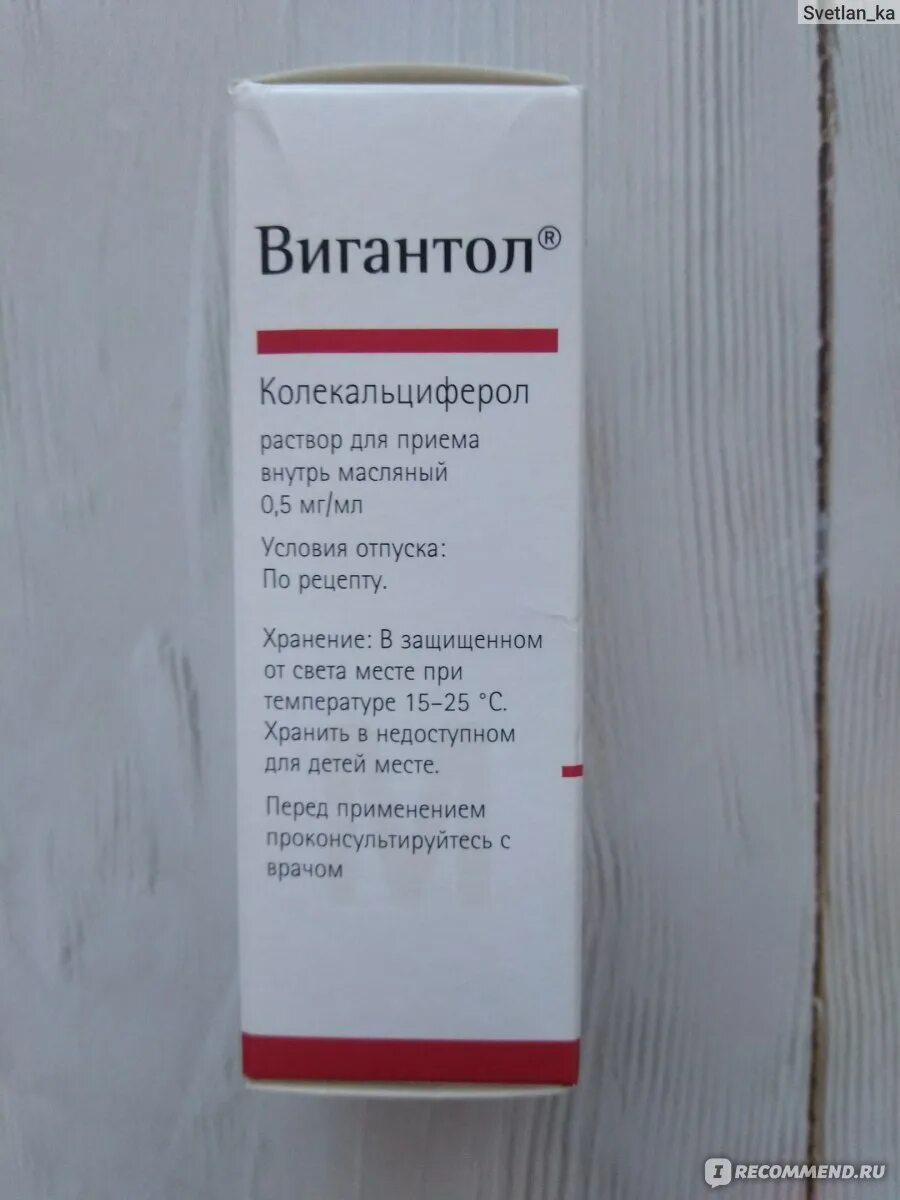 Svetlan_ka
Вигантол®
Колекальциферол
раствор для приема
внутрь масляный
0,5 мг/мл
Условия отпуска:
По рецепту.
Хранение: В защищенном
от света месте при
температуре 15–25 °C.
Хранить в недоступном
для детей месте.
Перед применением
проконсультируйтесь с
врачом
IRECOMMEND.RU